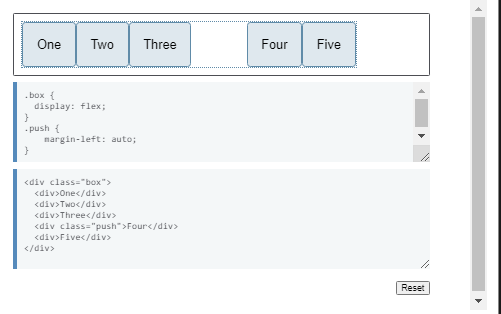 One Two Three Four Five
.box {
  display: flex;
}
.push {
    margin-left: auto;
}
<div class="box">
  <div>One</div>
  <div>Two</div>
  <div>Three</div>
  <div class="push">Four</div>
  <div>Five</div>
</div>
Reset